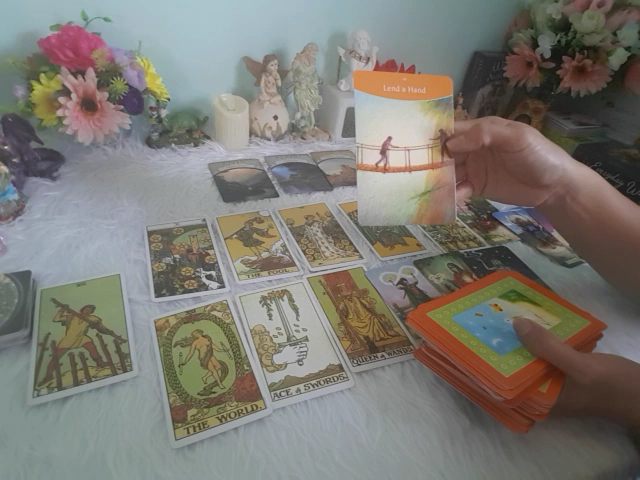 Lend a Hand
THE FOOL
THE WORLD.
ACE of SWORDS.
QUEEN of WANDS